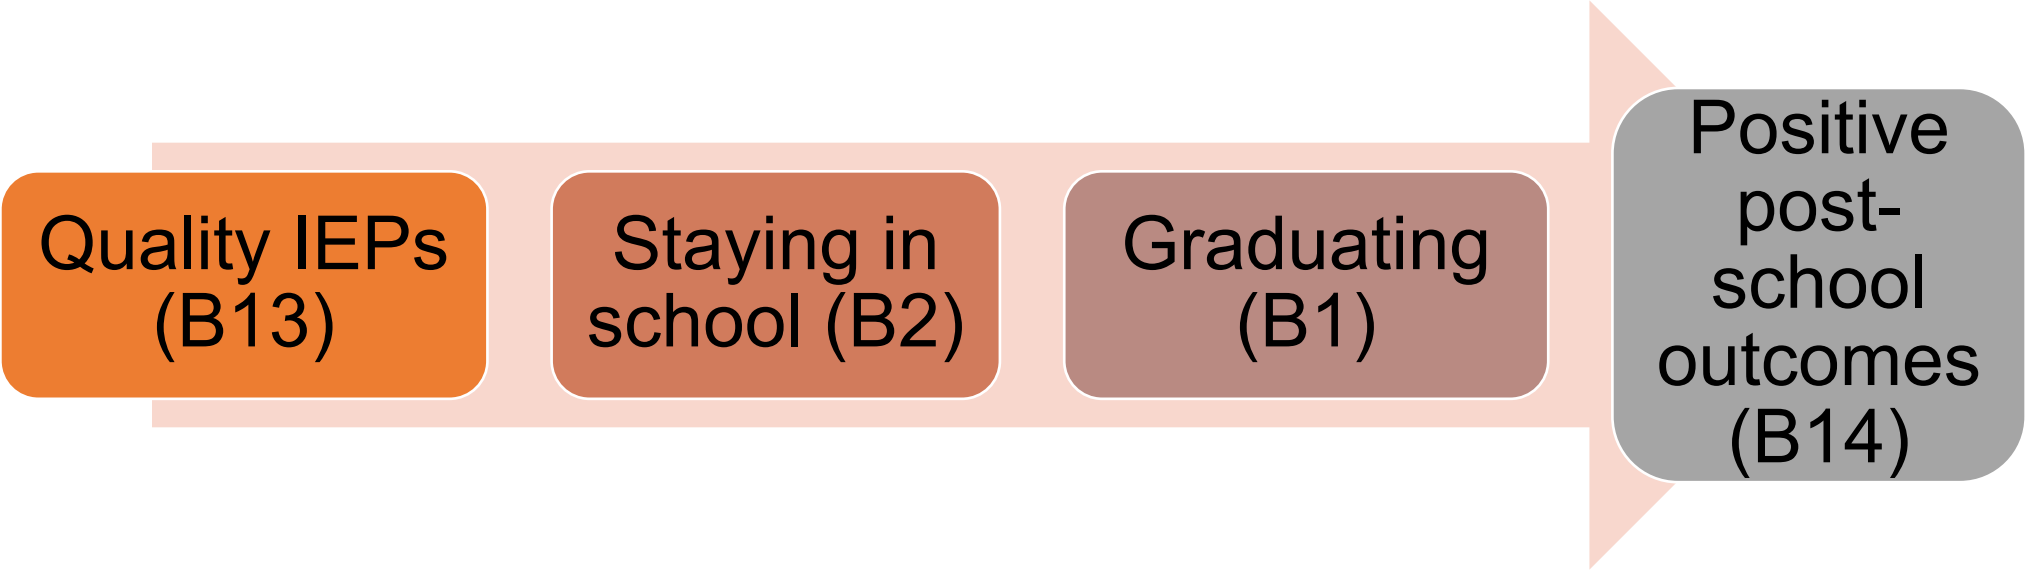 Quality IEPs
(B13)
Staying in
school (B2)
Graduating
(B1)
Positive
post-
school
outcomes
(B14)